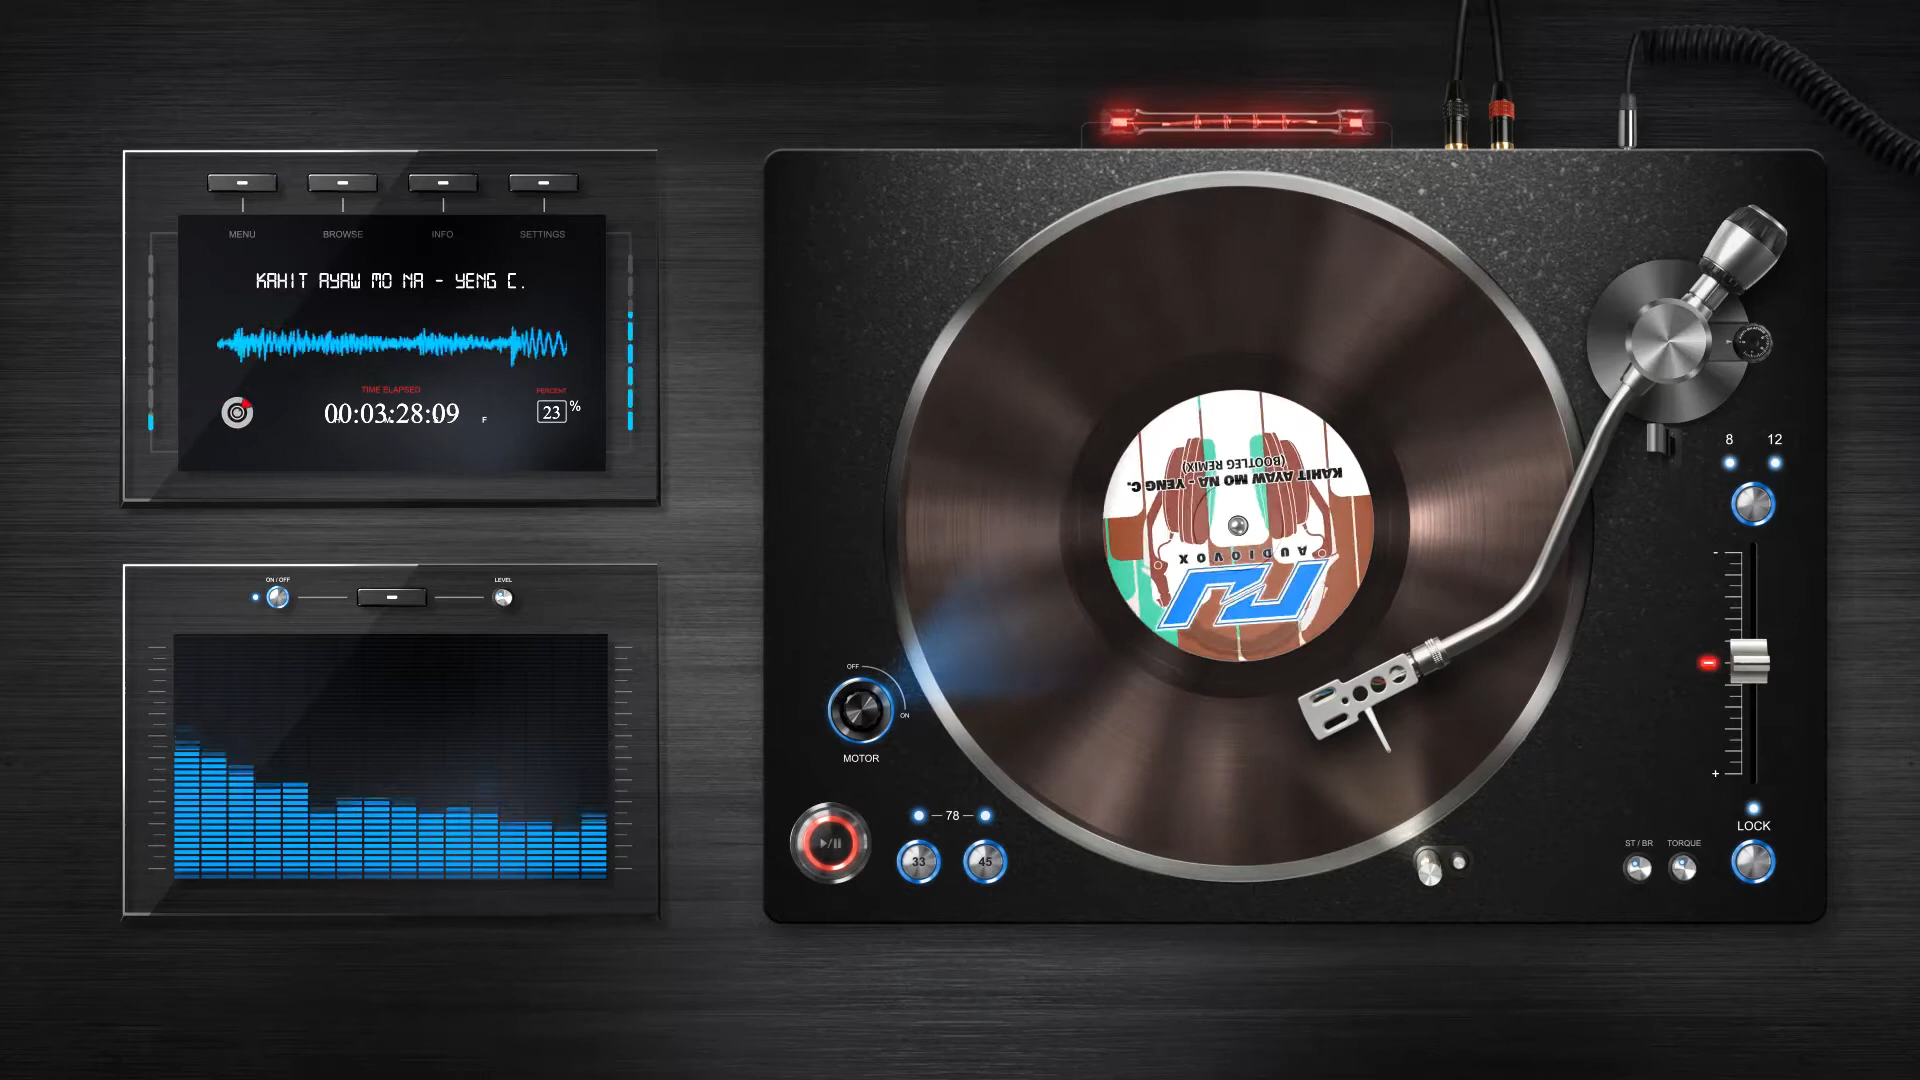 MENU BROWSE INFO SETTINGS
KAHIT AYAW MO NA - YENG C.
TIME ELAPSED
00:03:28:09 F
PERCENT
23 %
ON / OFF LEVEL
KAHIT AYAW MO NA - YENG C.
(BOOTLEG REMIX)
AUDIOVOX
OFF
ON
MOTOR
78
33 45
8 12
-
+
LOCK
ST / BR TORQUE